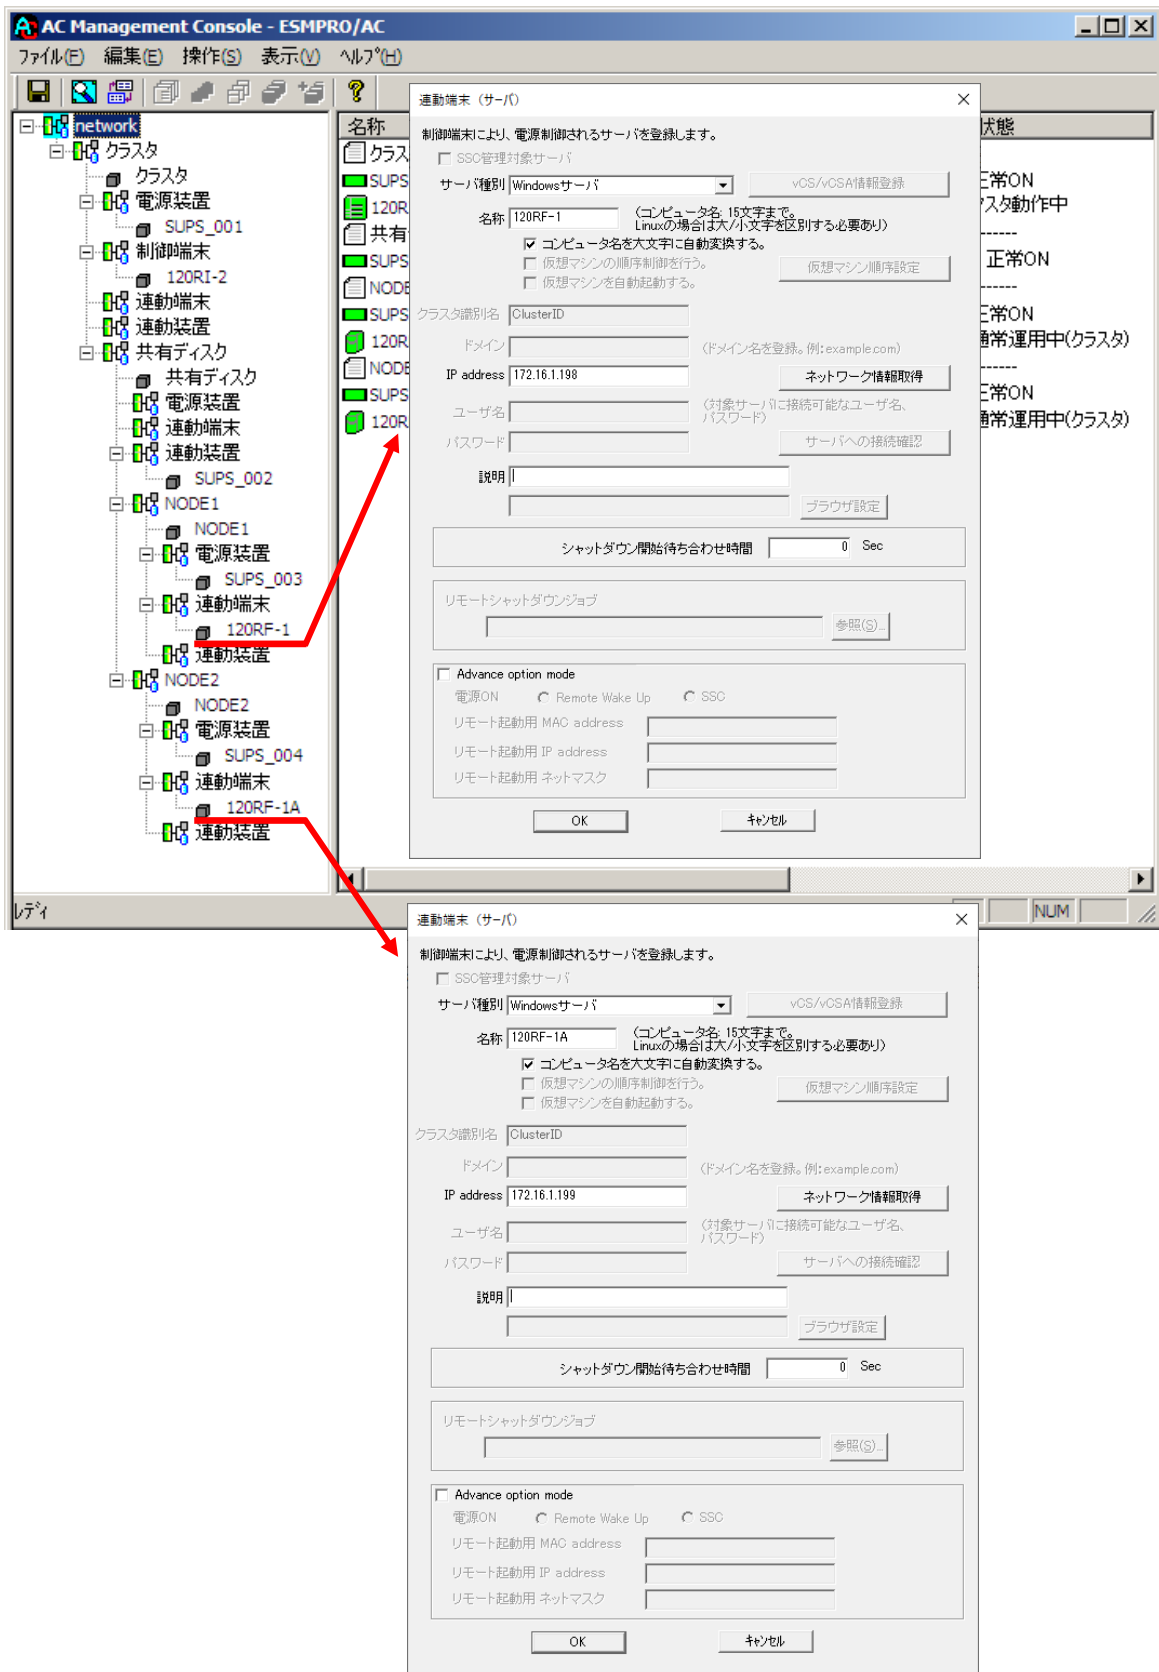 AC Management Console - ESMPRO/AC
ファイル(F) 編集(E) 操作(S) 表示(V) ヘルプ(H)
network
クラスタ
クラスタ
電源装置
SUPS_001
制御端末
120RI-2
連動端末
連動装置
共有ディスク
共有ディスク
電源装置
連動端末
連動装置
SUPS_002
NODE1
NODE1
電源装置
SUPS_003
連動端末
120RF-1
連動装置
NODE2
NODE2
電源装置
SUPS_004
連動端末
120RF-1A
連動装置
名称
クラス
SUPS
120R
共有
SUPS
NODE
SUPS
120R
NODE
SUPS
120R
状態
正常ON
マスタ動作中
------
正常ON
------
正常ON
通常運用中(クラスタ)
------
正常ON
通常運用中(クラスタ)
レディ
NUM
連動端末（サーバ）
制御端末により、電源制御されるサーバを登録します。
SSC管理対象サーバ
サーバ種別 Windowsサーバ vCS/vCSA情報登録
名称 120RF-1 (コンピュータ名: 15文字まで。
Linuxの場合は大/小文字を区別する必要あり)
コンピュータ名を大文字に自動変換する。
仮想マシンの順序制御を行う。 仮想マシン順序設定
仮想マシンを自動起動する。
クラスタ識別名 ClusterID
ドメイン (ドメイン名を登録。例:example.com)
IP address 172.16.1.198 ネットワーク情報取得
ユーザ名 (対象サーバに接続可能なユーザ名、
パスワード)
パスワード サーバへの接続確認
説明
ブラウザ設定
シャットダウン開始待ち合わせ時間 0 Sec
リモートシャットダウンジョブ
参照(S)...
Advance option mode
電源ON Remote Wake Up SSC
リモート起動用 MAC address
リモート起動用 IP address
リモート起動用 ネットマスク
OK キャンセル
連動端末（サーバ）
制御端末により、電源制御されるサーバを登録します。
SSC管理対象サーバ
サーバ種別 Windowsサーバ vCS/vCSA情報登録
名称 120RF-1A (コンピュータ名: 15文字まで。
Linuxの場合は大/小文字を区別する必要あり)
コンピュータ名を大文字に自動変換する。
仮想マシンの順序制御を行う。 仮想マシン順序設定
仮想マシンを自動起動する。
クラスタ識別名 ClusterID
ドメイン (ドメイン名を登録。例:example.com)
IP address 172.16.1.199 ネットワーク情報取得
ユーザ名 (対象サーバに接続可能なユーザ名、
パスワード)
パスワード サーバへの接続確認
説明
ブラウザ設定
シャットダウン開始待ち合わせ時間 0 Sec
リモートシャットダウンジョブ
参照(S)...
Advance option mode
電源ON Remote Wake Up SSC
リモート起動用 MAC address
リモート起動用 IP address
リモート起動用 ネットマスク
OK キャンセル